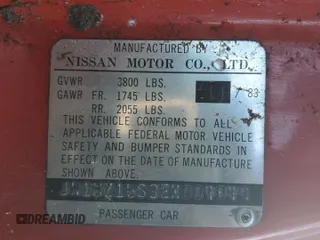 MANUFACTURED BY
NISSAN MOTOR CO., LTD.
GVWR 3800 LBS.
GAWR FR. 1745 LBS. / 83
RR. 2055 LBS.
THIS VEHICLE CONFORMS TO ALL
APPLICABLE FEDERAL MOTOR VEHICLE
SAFETY AND BUMPER STANDARDS IN
EFFECT ON THE DATE OF MANUFACTURE
SHOWN ABOVE.
PASSENGER CAR
DREAMBID